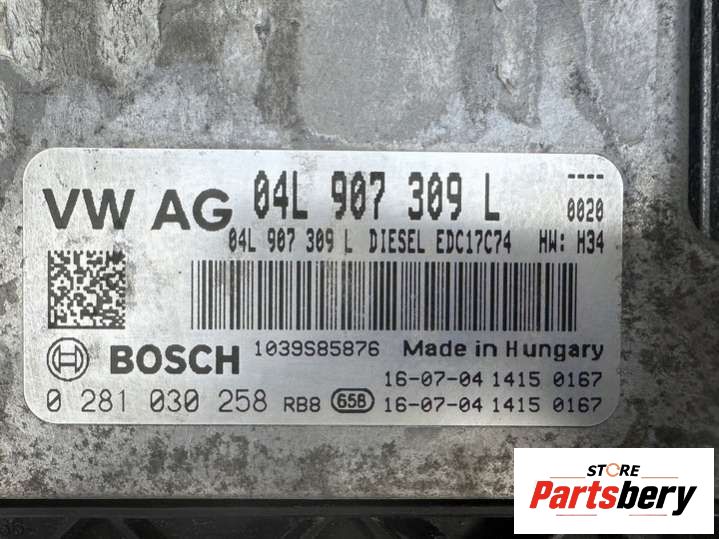 VW AG 04L 907 309 L ----
0020
04L 907 309 L DIESEL EDC17C74 HW: H34
BOSCH 1039S85876 Made in Hungary
16-07-04 1415 0167
0 281 030 258 RB8 65B 16-07-04 1415 0167
STORE
Partsbery